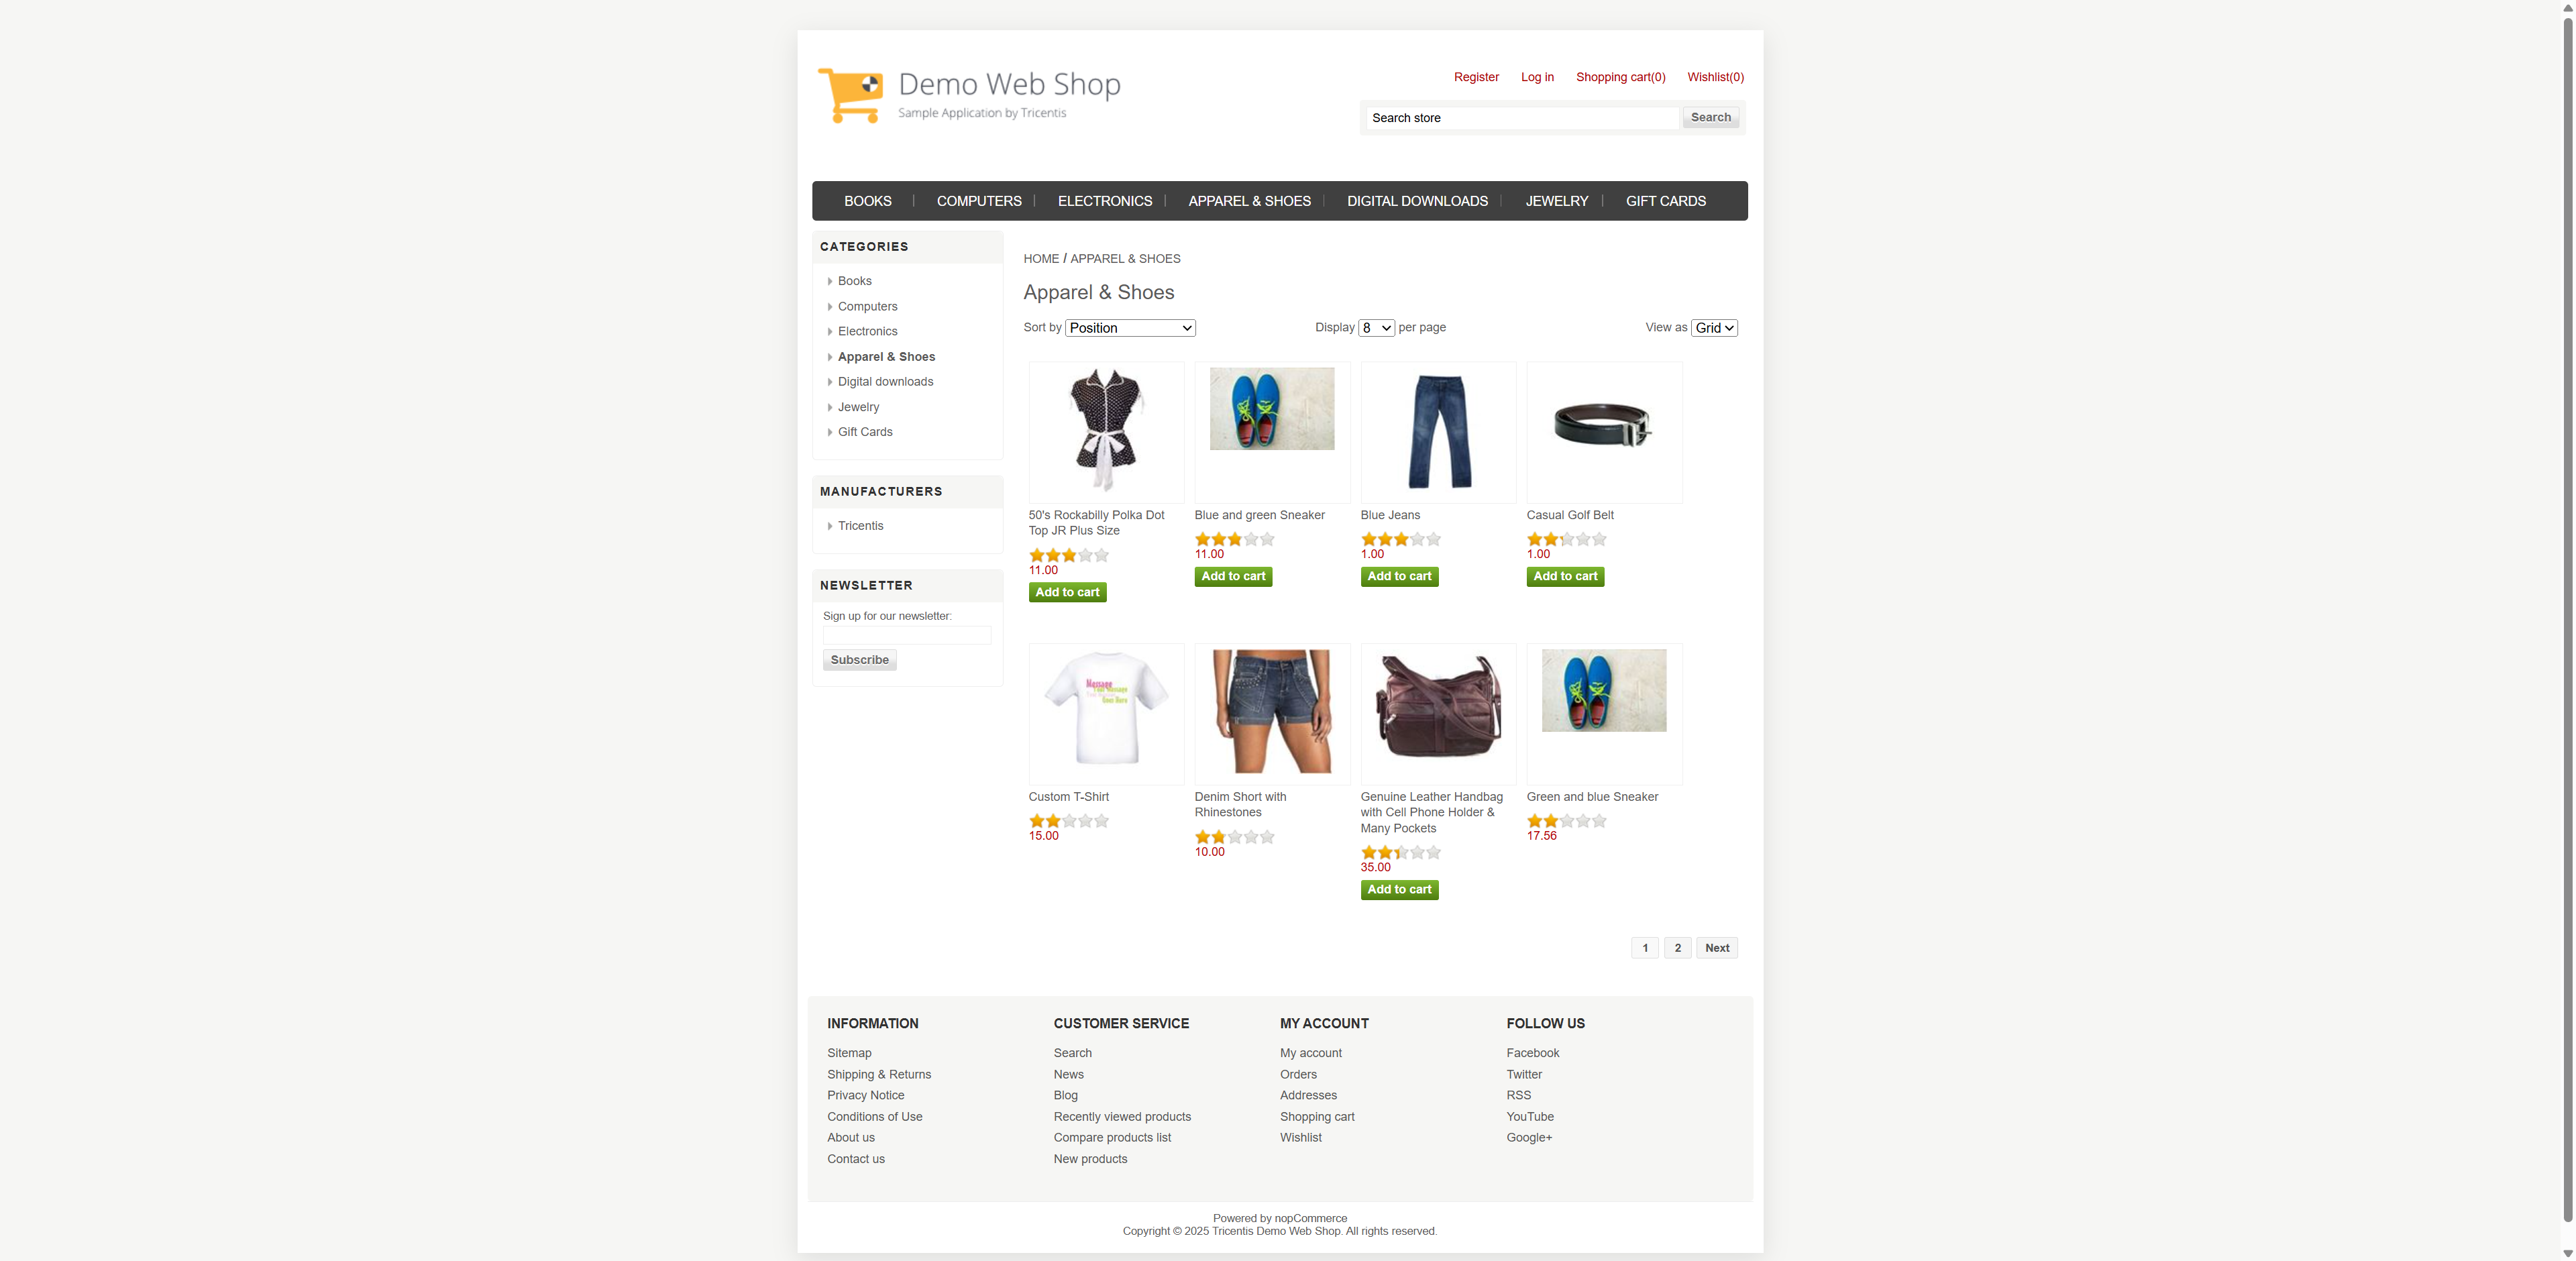 Demo Web Shop
Sample Application by Tricentis
Register Log in Shopping cart(0) Wishlist(0)
Search store Search
BOOKS COMPUTERS ELECTRONICS APPAREL & SHOES DIGITAL DOWNLOADS JEWELRY GIFT CARDS
CATEGORIES
Books
Computers
Electronics
Apparel & Shoes
Digital downloads
Jewelry
Gift Cards
MANUFACTURERS
Tricentis
NEWSLETTER
Sign up for our newsletter:
Subscribe
HOME / APPAREL & SHOES
Apparel & Shoes
Sort by Position Display 8 per page View as Grid
50's Rockabilly Polka Dot
Top JR Plus Size
11.00
Add to cart
Blue and green Sneaker
11.00
Add to cart
Blue Jeans
1.00
Add to cart
Casual Golf Belt
1.00
Add to cart
Message
Your Message
Goes Here
Custom T-Shirt
15.00
Denim Short with
Rhinestones
10.00
Genuine Leather Handbag
with Cell Phone Holder &
Many Pockets
35.00
Add to cart
Green and blue Sneaker
17.56
1 2 Next
INFORMATION
Sitemap
Shipping & Returns
Privacy Notice
Conditions of Use
About us
Contact us
CUSTOMER SERVICE
Search
News
Blog
Recently viewed products
Compare products list
New products
MY ACCOUNT
My account
Orders
Addresses
Shopping cart
Wishlist
FOLLOW US
Facebook
Twitter
RSS
YouTube
Google+
Powered by nopCommerce
Copyright © 2025 Tricentis Demo Web Shop. All rights reserved.